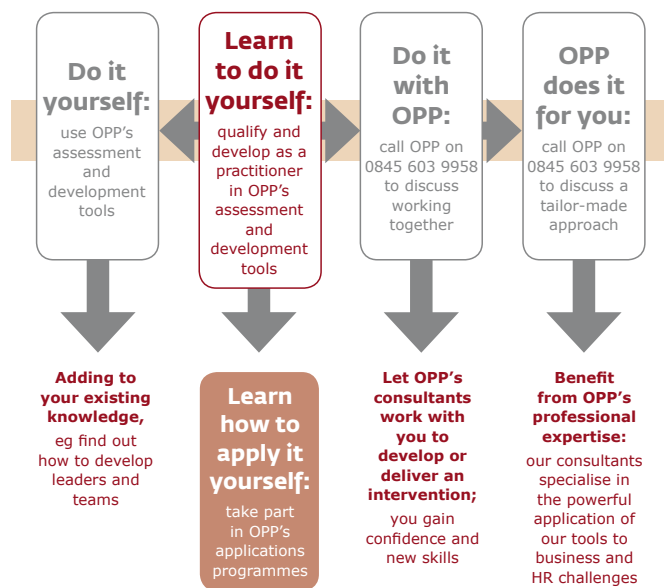 Do it
yourself:
use OPP’s
assessment
and
development
tools
Learn
to do it
yourself:
qualify and
develop as a
practitioner
in OPP’s
assessment
and
development
tools
Do it
with
OPP:
call OPP on
0845 603 9958
to discuss
working
together
OPP
does it
for you:
call OPP on
0845 603 9958
to discuss a
tailor-made
approach
Adding to
your existing
knowledge,
eg find out
how to develop
leaders and
teams
Learn
how to
apply it
yourself:
take part
in OPP’s
applications
programmes
Let OPP’s
consultants
work with
you to
develop or
deliver an
intervention;
you gain
confidence and
new skills
Benefit
from OPP’s
professional
expertise:
our consultants
specialise in
the powerful
application of
our tools to
business and
HR challenges